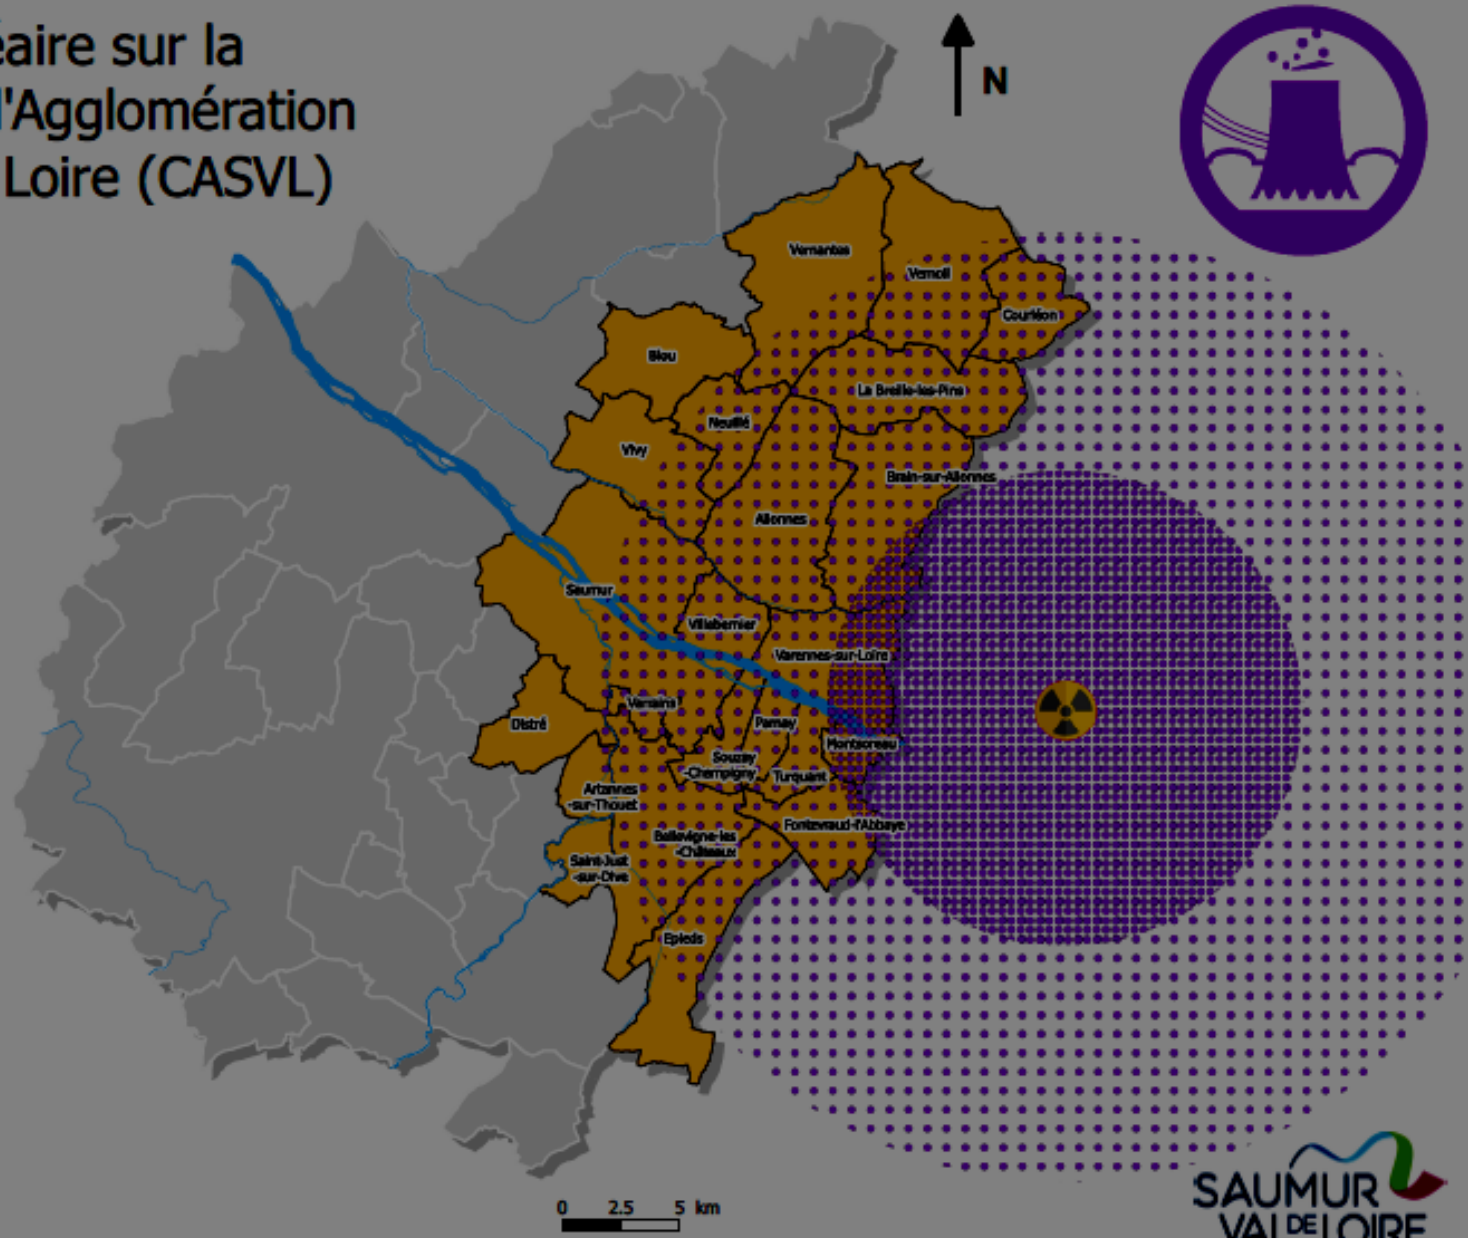 éaire sur la
l'Agglomération
Loire (CASVL)
N
Vernantes
Vernoil
Courléon
Blou
La Breille-les-Pins
Neuillé
Vivy
Brain-sur-Allonnes
Allonnes
Saumur
Villebernier
Varennes-sur-Loire
Varrains
Parnay
Distré
Montsoreau
Souzay
-Champigny
Turquant
Artannes
-sur-Thouet
Fontevraud-l'Abbaye
Bellevigne-les
-Châteaux
Saint-Just
-sur-Dive
Epieds
0 2.5 5 km
SAUMUR
VAL DE LOIRE